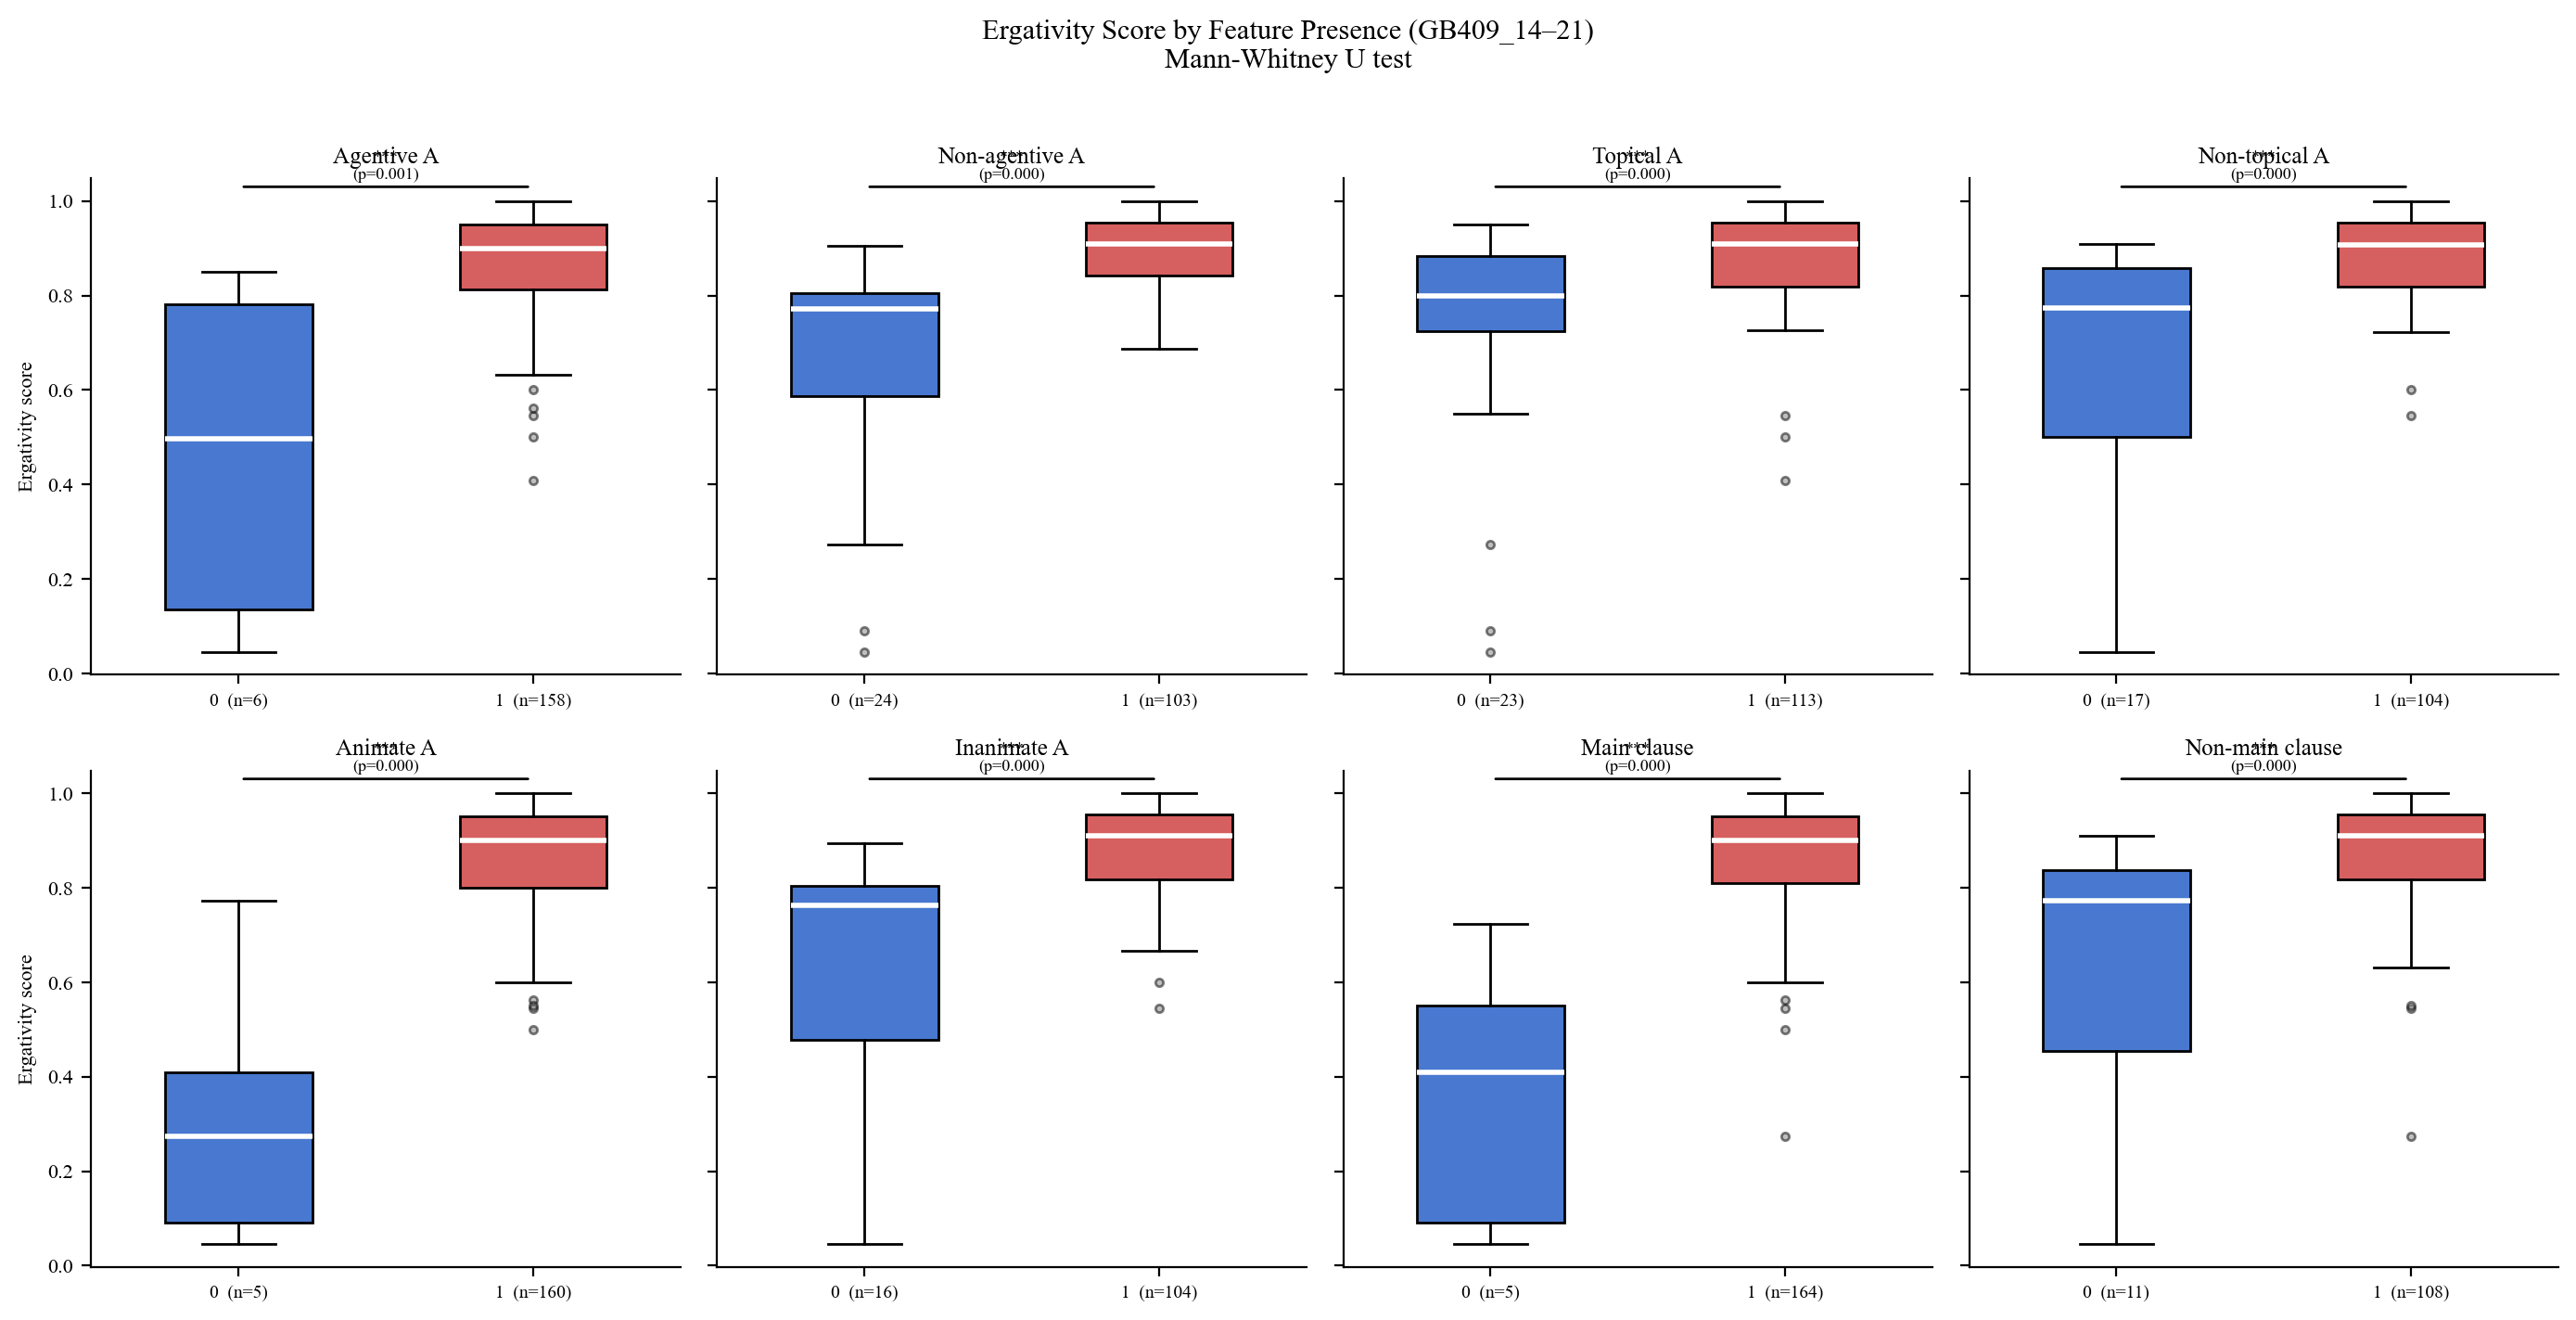 Ergativity Score by Feature Presence (GB409_14–21)
Mann-Whitney U test
Agentive A
***
(p=0.001)
Non-agentive A
***
(p=0.000)
Topical A
***
(p=0.000)
Non-topical A
***
(p=0.000)
Ergativity score
1.0
0.8
0.6
0.4
0.2
0.0
0 (n=6)
1 (n=158)
0 (n=24)
1 (n=103)
0 (n=23)
1 (n=113)
0 (n=17)
1 (n=104)
Animate A
***
(p=0.000)
Inanimate A
***
(p=0.000)
Main clause
***
(p=0.000)
Non-main clause
***
(p=0.000)
Ergativity score
1.0
0.8
0.6
0.4
0.2
0.0
0 (n=5)
1 (n=160)
0 (n=16)
1 (n=104)
0 (n=5)
1 (n=164)
0 (n=11)
1 (n=108)